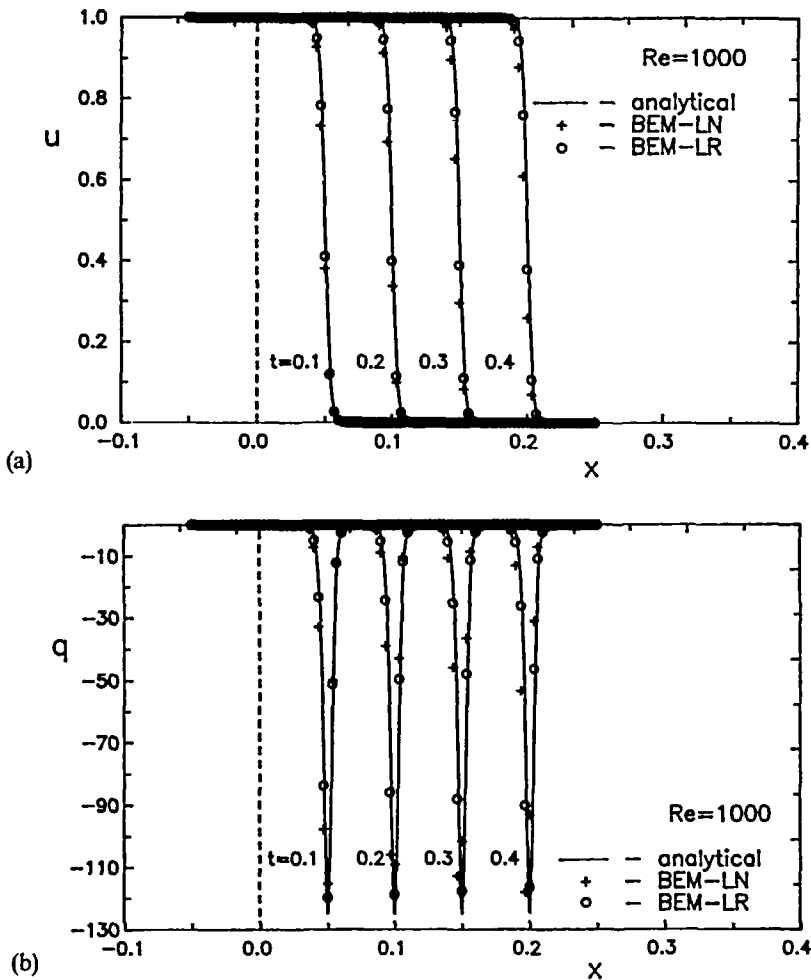 1.0
0.8
u
0.6
0.4
0.2
0.0
Re=1000
— analytical
+ — BEM-LN
o — BEM-LR
t=0.1 0.2 0.3 0.4
-0.1 0.0 0.1 0.2 0.3 0.4
x
(a)
-10
-30
q
-50
-70
-90
-110
-130
Re=1000
t=0.1 0.2 0.3 0.4
— analytical
+ — BEM-LN
o — BEM-LR
-0.1 0.0 0.1 0.2 0.3 0.4
x
(b)